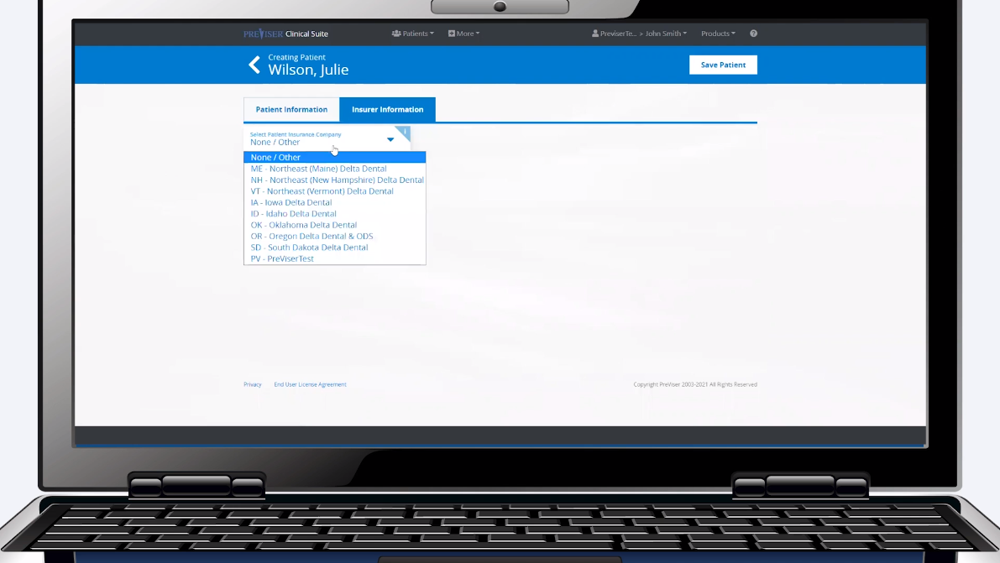 PREVISER Clinical Suite
Patients
More
PreviserTe... > John Smith
Products
?
Creating Patient
Wilson, Julie
Save Patient
Patient Information
Insurer Information
Select Patient Insurance Company
i
None / Other
None / Other
ME - Northeast (Maine) Delta Dental
NH - Northeast (New Hampshire) Delta Dental
VT - Northeast (Vermont) Delta Dental
IA - Iowa Delta Dental
ID - Idaho Delta Dental
OK - Oklahoma Delta Dental
OR - Oregon Delta Dental & ODS
SD - South Dakota Delta Dental
PV - PreViserTest
Privacy
End User License Agreement
Copyright PreViser 2003-2021 All Rights Reserved